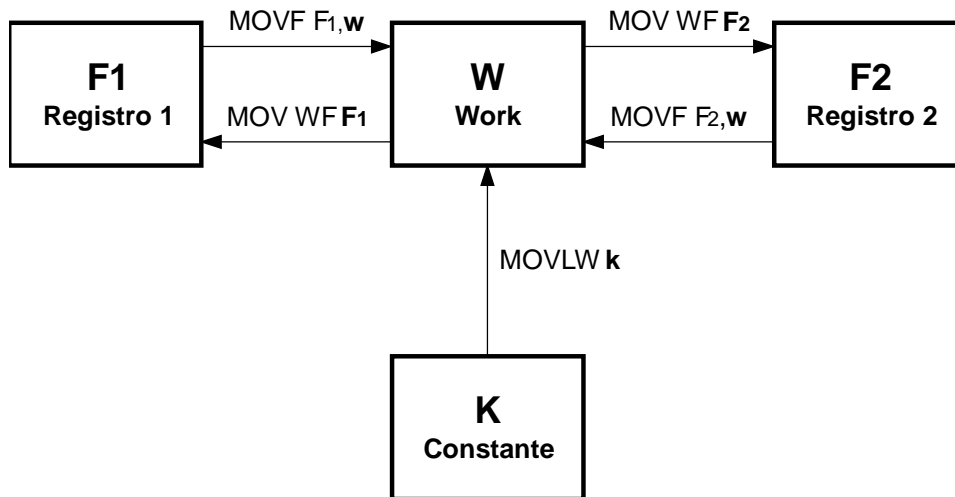 MOVF F1,w
MOV WF F2
F1
Registro 1
W
Work
F2
Registro 2
MOV WF F1
MOVF F2,w
MOVLW k
K
Constante